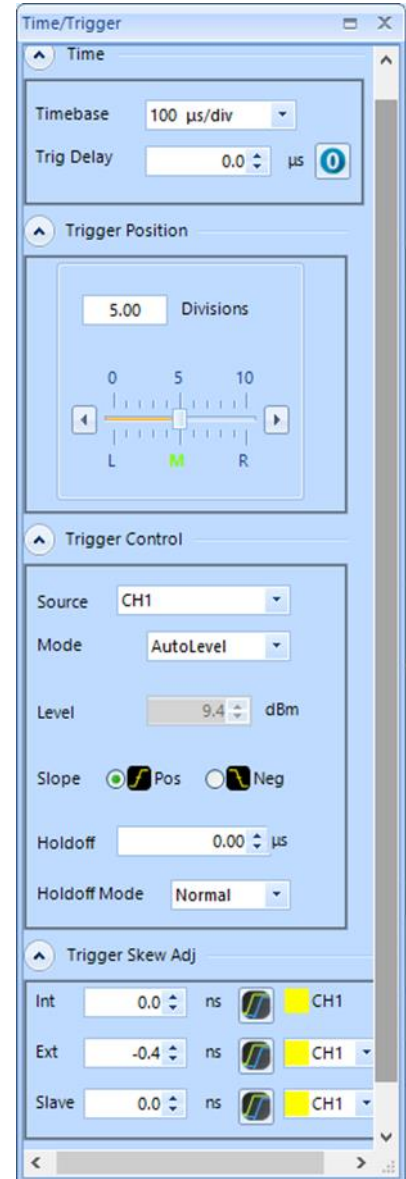 Time/Trigger
Time
Timebase 100 µs/div
Trig Delay 0.0 µs
Trigger Position
5.00 Divisions
0 5 10
L M R
Trigger Control
Source CH1
Mode AutoLevel
Level 9.4 dBm
Slope Pos Neg
Holdoff 0.00 µs
Holdoff Mode Normal
Trigger Skew Adj
Int 0.0 ns CH1
Ext -0.4 ns CH1
Slave 0.0 ns CH1